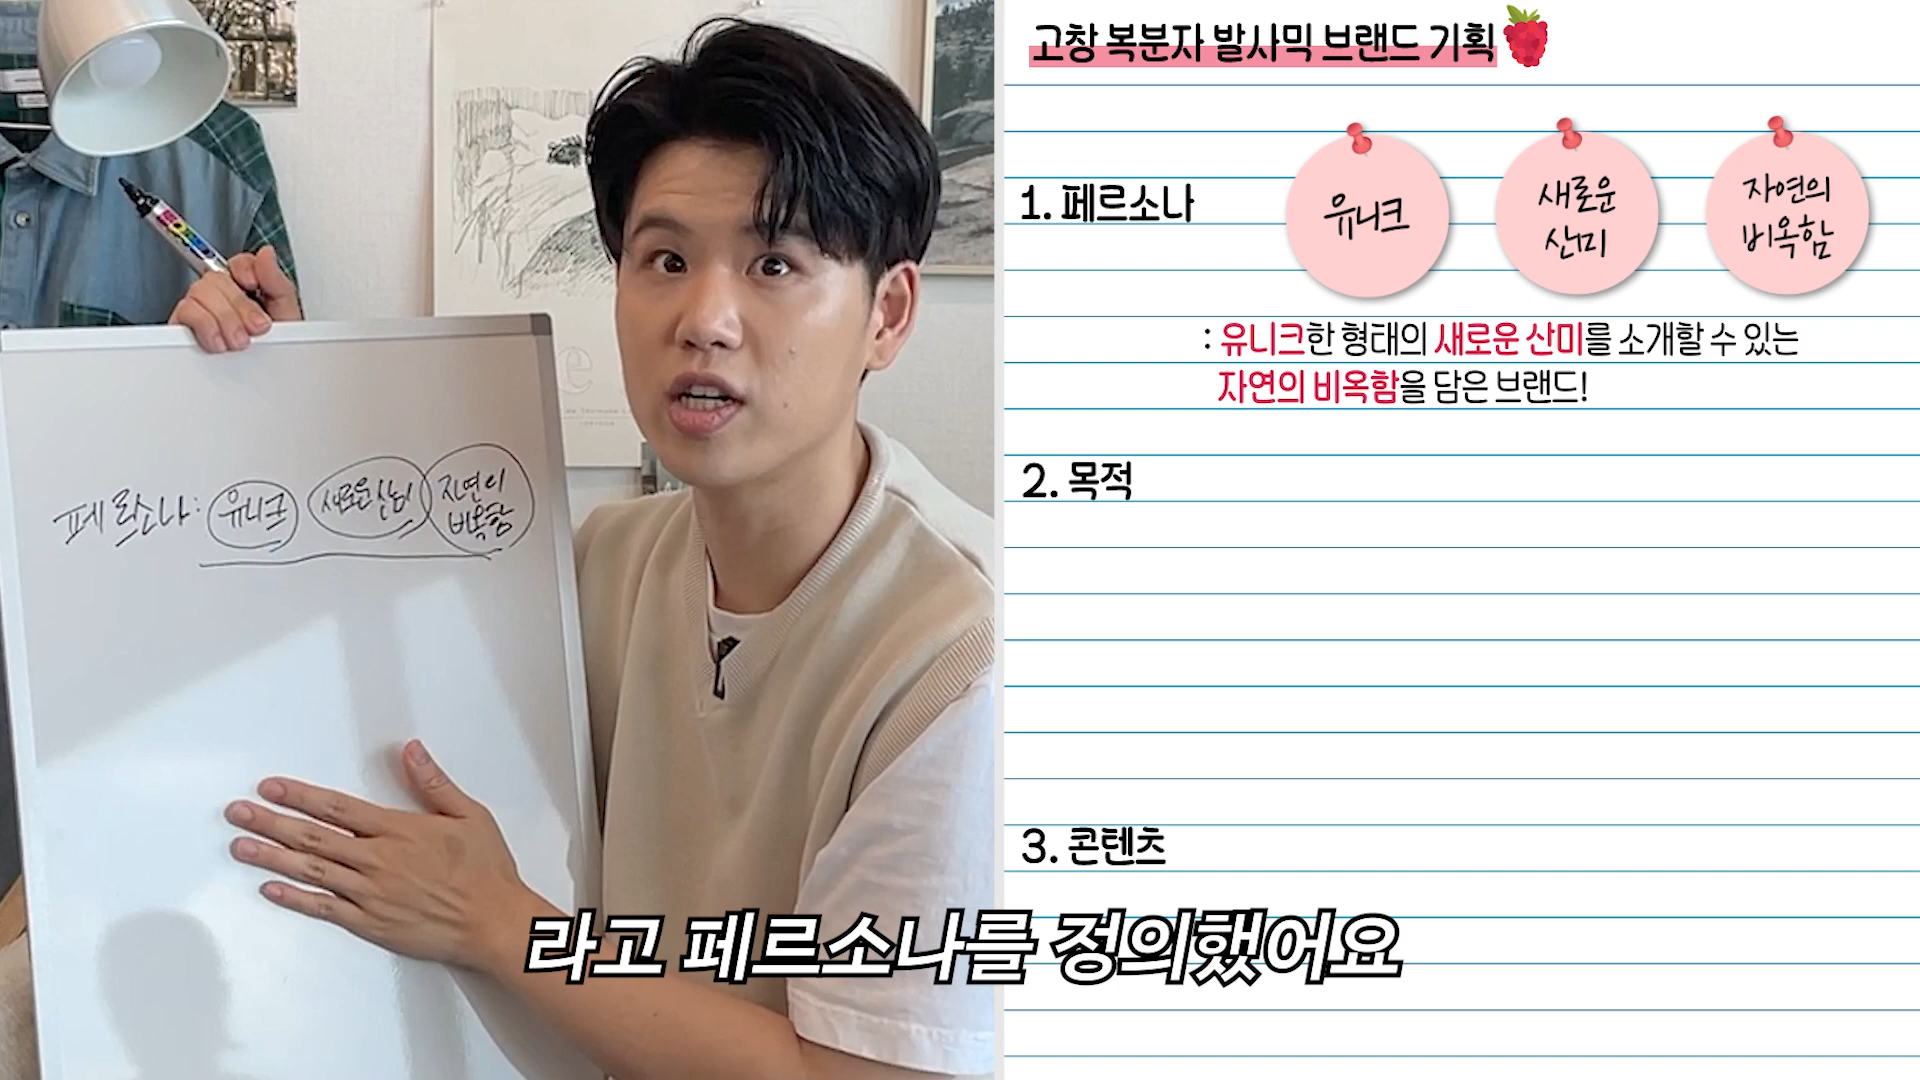 고창 복분자 발사믹 브랜드 기획
1. 페르소나
유니크
새로운
산미
자연의
비옥함
: 유니크한 형태의 새로운 산미를 소개할 수 있는
자연의 비옥함을 담은 브랜드!
2. 목적
3. 콘텐츠
페르소나: 유니크 새로운 산미 자연의
비옥함
라고 페르소나를 정의했어요